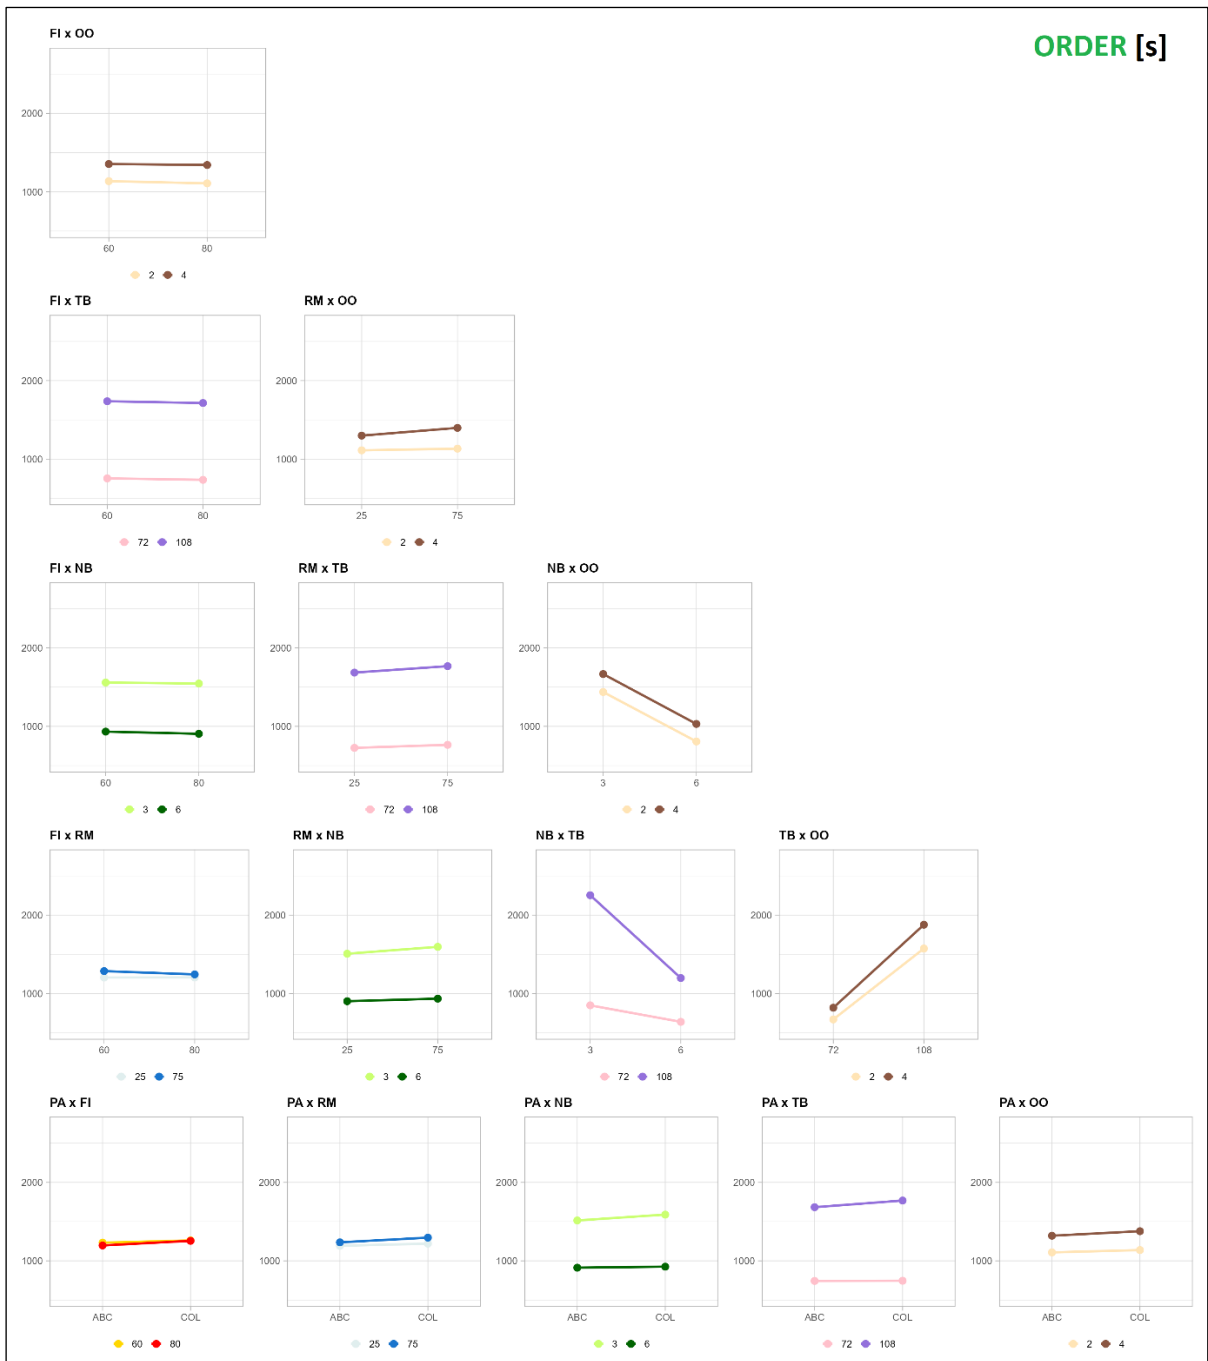 FI x OO
ORDER [s]
2000
1000
60 80
2 4
FI x TB RM x OO
2000 2000
1000 1000
60 80 25 75
72 108 2 4
FI x NB RM x TB NB x OO
2000 2000 2000
1000 1000 1000
60 80 25 75 3 6
3 6 72 108 2 4
FI x RM RM x NB NB x TB TB x OO
2000 2000 2000 2000
1000 1000 1000 1000
60 80 25 75 3 6 72 108
25 75 3 6 72 108 2 4
PA x FI PA x RM PA x NB PA x TB PA x OO
2000 2000 2000 2000 2000
1000 1000 1000 1000 1000
ABC COL ABC COL ABC COL ABC COL ABC COL
60 80 25 75 3 6 72 108 2 4